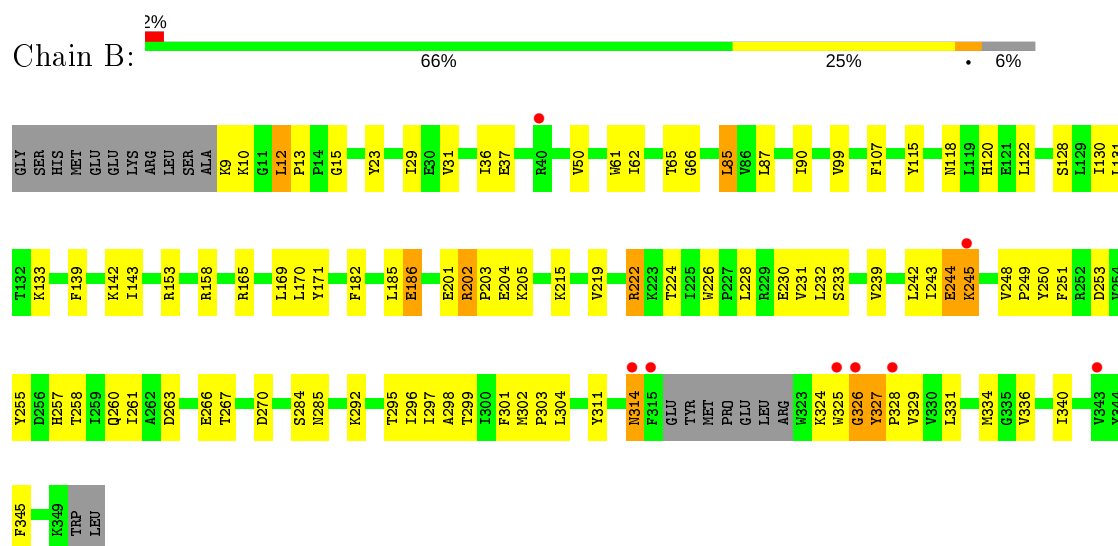 2%
Chain B:
66% 25% • 6%
GLY SER HIS MET GLU GLU LYS ARG LEU SER ALA K9 K10 G11 L12 P13 P14 G15 Y23 I29 E30 V31 I36 E37 R40 V50 W61 I62 T65 G66 L85 V86 L87 I90 V99 F107 Y115 N118 L119 H120 E121 L122 S128 L129 I130 L131
T132 K133 F139 K142 I143 R153 R158 R165 L169 L170 Y171 F182 L185 E186 E201 R202 P203 E204 K205 K215 V219 R222 K223 T224 I225 W226 P227 L228 R229 E230 V231 L232 S233 V239 L242 I243 E244 K245 V248 P249 Y250 F251 R252 D253 V254
Y255 D256 H257 T258 I259 Q260 I261 A262 D263 E266 T267 D270 S284 N285 K292 T295 I296 I297 A298 T299 I300 F301 M302 P303 L304 Y311 N314 F315 GLU TYR MET PRO GLU LEU ARG W323 K324 W325 G326 Y327 P328 V329 V330 L331 M334 G335 V336 I340 V343 Y344
F345 K349 TRP LEU